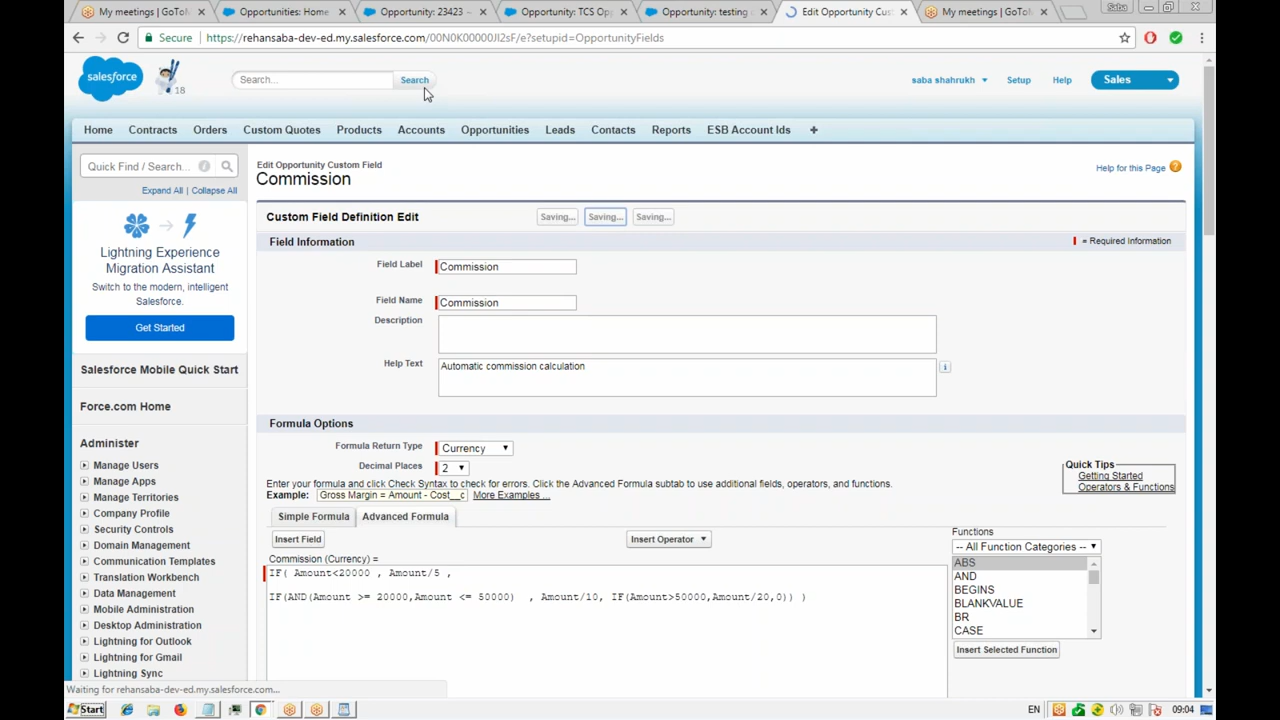 My meetings | GoToM
Opportunities: Home
Opportunity: 23423 ~
Opportunity: TCS Opp
Opportunity: testing
Edit Opportunity Cus
My meetings | GoToM
Saba
Secure
https://rehansaba-dev-ed.my.salesforce.com/00N0K00000JI2sF/e?setupid=OpportunityFields
salesforce
18
Search...
Search
saba shahrukh
Setup
Help
Sales
Home
Contracts
Orders
Custom Quotes
Products
Accounts
Opportunities
Leads
Contacts
Reports
ESB Account Ids
+
Quick Find / Search...
Expand All | Collapse All
Lightning Experience
Migration Assistant
Switch to the modern, intelligent
Salesforce.
Get Started
Salesforce Mobile Quick Start
Force.com Home
Administer
Manage Users
Manage Apps
Manage Territories
Company Profile
Security Controls
Domain Management
Communication Templates
Translation Workbench
Data Management
Mobile Administration
Desktop Administration
Lightning for Outlook
Lightning for Gmail
Lightning Sync
Edit Opportunity Custom Field
Commission
Help for this Page
Custom Field Definition Edit
Saving...
Saving...
Saving...
Field Information
= Required Information
Field Label
Commission
Field Name
Commission
Description
Help Text
Automatic commission calculation
i
Formula Options
Formula Return Type
Currency
Decimal Places
2
Enter your formula and click Check Syntax to check for errors. Click the Advanced Formula subtab to use additional fields, operators, and functions.
Example:
Gross Margin = Amount - Cost__c
More Examples ...
Quick Tips
Getting Started
Operators & Functions
Simple Formula
Advanced Formula
Insert Field
Insert Operator
Functions
-- All Function Categories --
Commission (Currency) =
IF( Amount<20000 , Amount/5 ,
IF(AND(Amount >= 20000,Amount <= 50000) , Amount/10, IF(Amount>50000,Amount/20,0)) )
ABS
AND
BEGINS
BLANKVALUE
BR
CASE
Insert Selected Function
Waiting for rehansaba-dev-ed.my.salesforce.com...
Start
EN
09:04